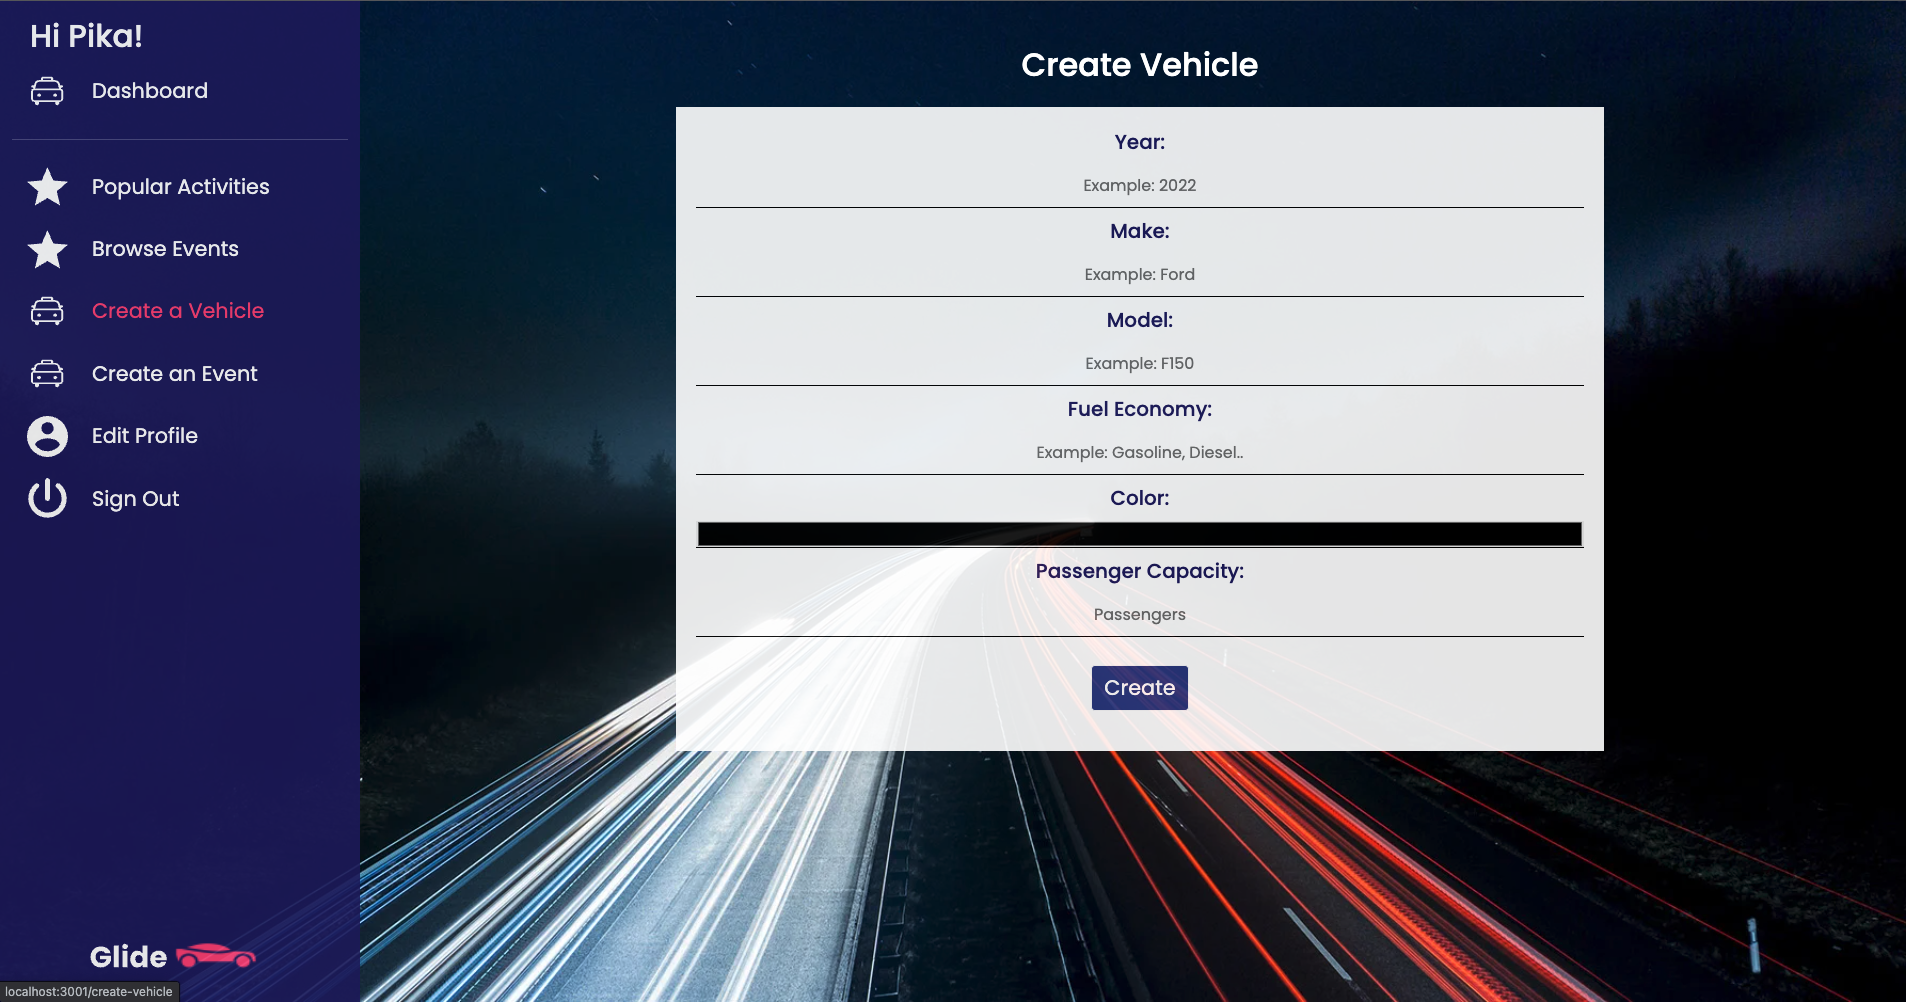 Hi Pika!
Dashboard
Popular Activities
Browse Events
Create a Vehicle
Create an Event
Edit Profile
Sign Out
Glide
localhost:3001/create-vehicle
Create Vehicle
Year:
Example: 2022
Make:
Example: Ford
Model:
Example: F150
Fuel Economy:
Example: Gasoline, Diesel..
Color:
Passenger Capacity:
Passengers
Create